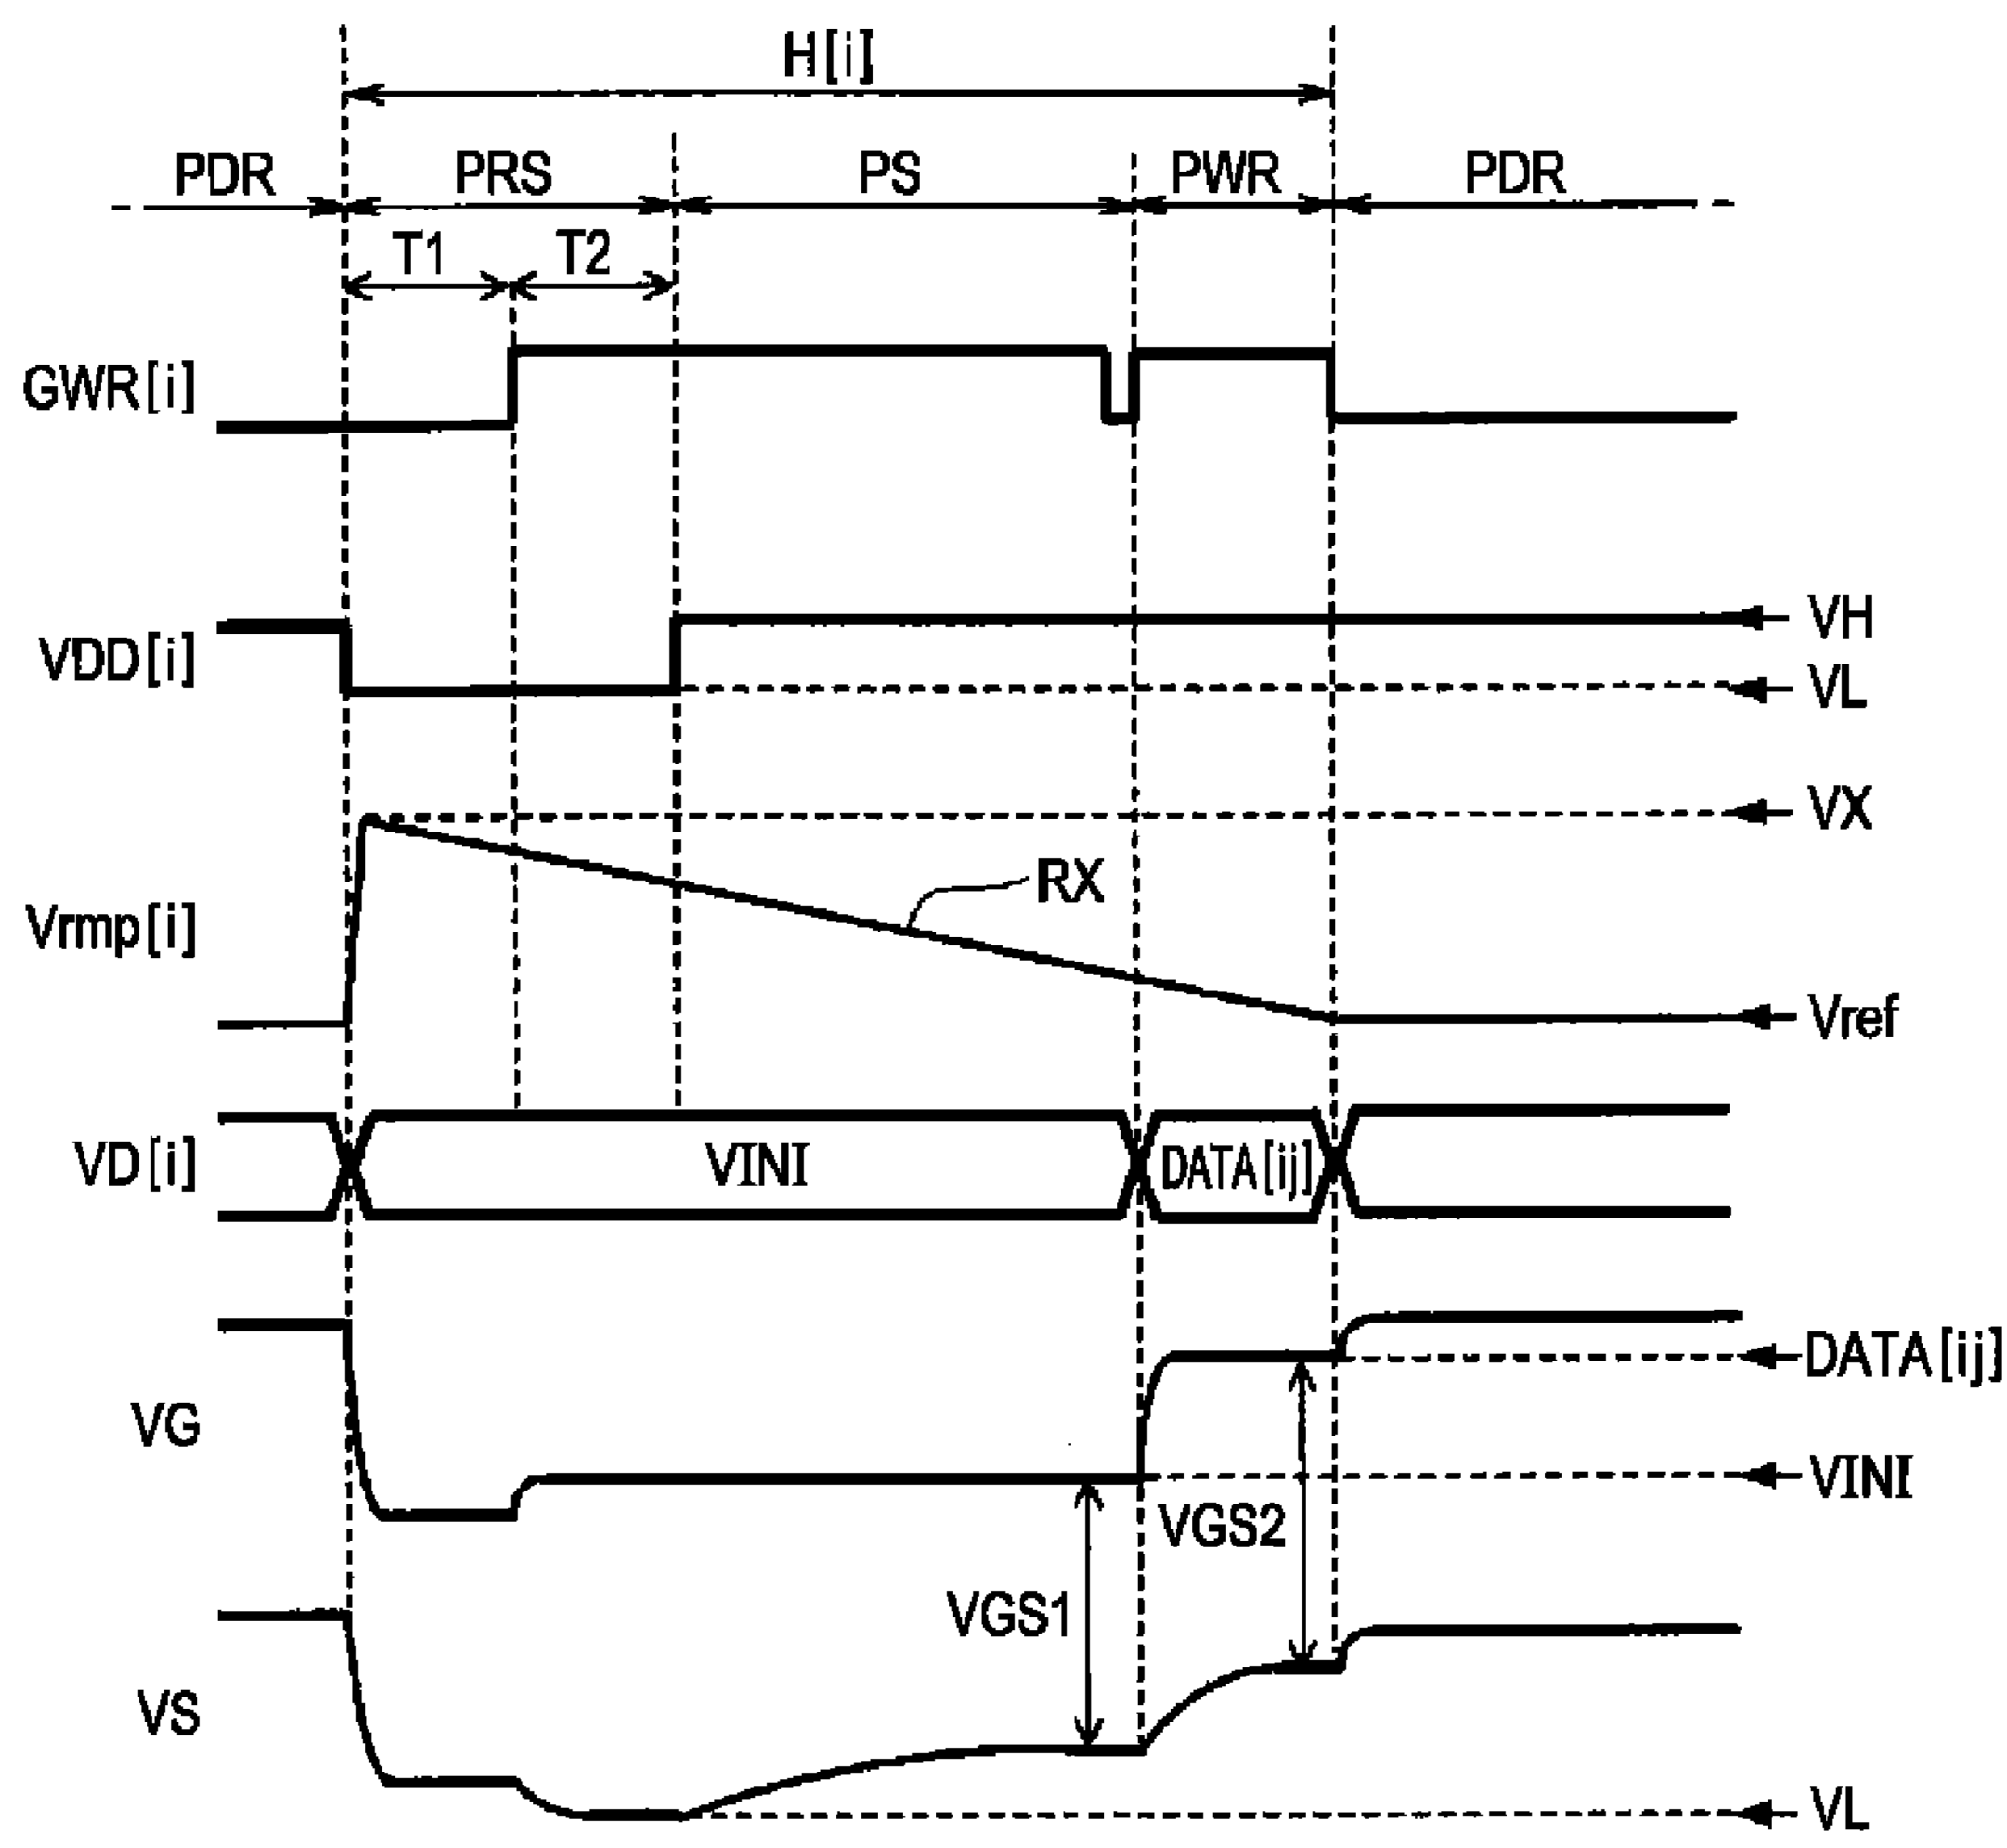 H[i]
PDR PRS PS PWR PDR
T1 T2
GWR[i]
VH
VDD[i]
VL
VX
RX
Vrmp[i]
Vref
VD[i] VINI DATA[ij]
DATA[ij]
VG
VINI
VGS2
VGS1
VS
VL